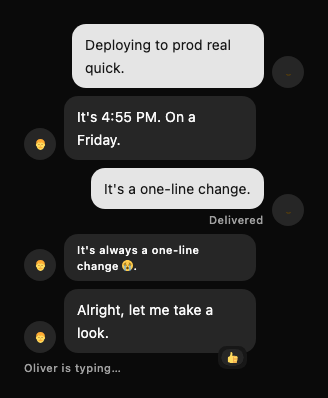 Deploying to prod real
quick.
It's 4:55 PM. On a
Friday.
It's a one-line change.
Delivered
It's always a one-line
change 😭.
Alright, let me take a
look.
👍
Oliver is typing...